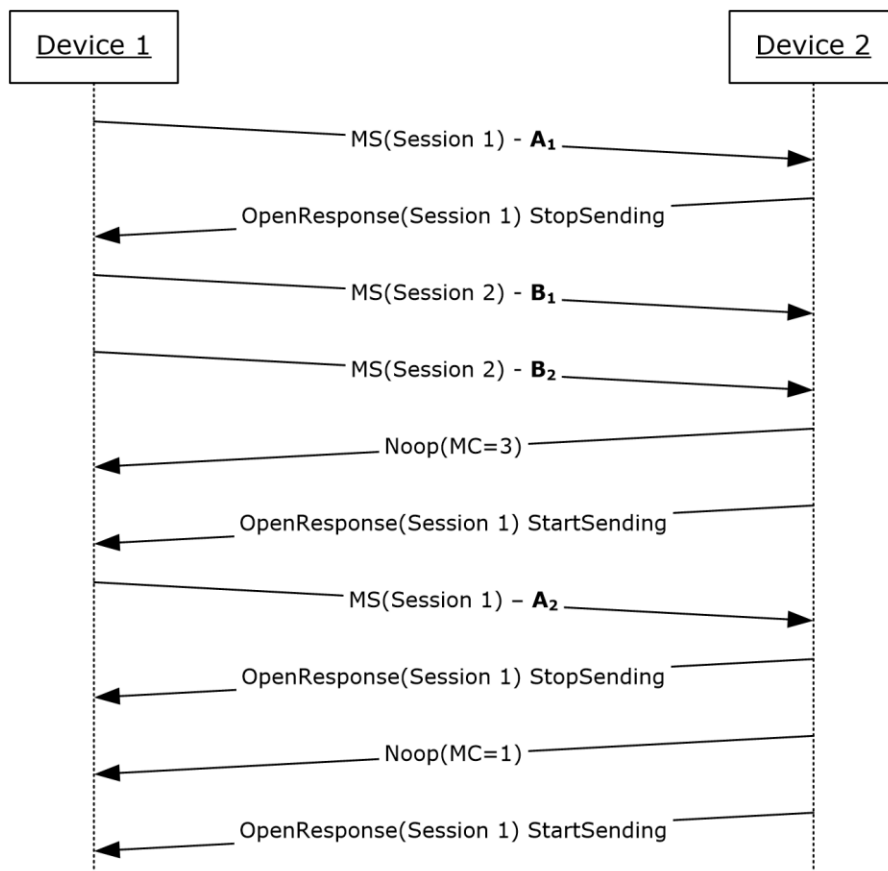 Device 1
Device 2
MS(Session 1) - A₁
OpenResponse(Session 1) StopSending
MS(Session 2) - B₁
MS(Session 2) - B₂
Noop(MC=3)
OpenResponse(Session 1) StartSending
MS(Session 1) – A₂
OpenResponse(Session 1) StopSending
Noop(MC=1)
OpenResponse(Session 1) StartSending